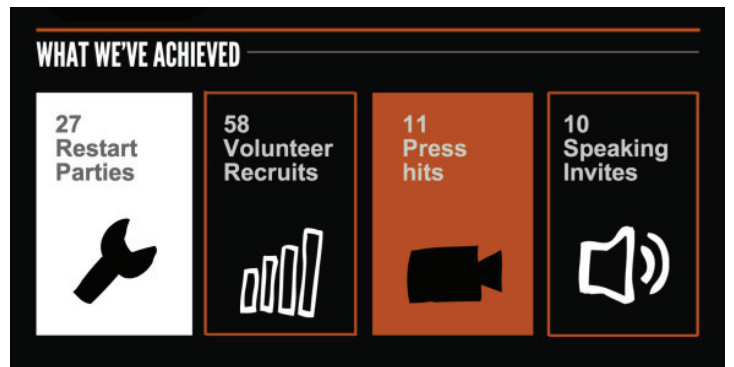 WHAT WE'VE ACHIEVED
27
Restart
Parties
58
Volunteer
Recruits
11
Press
hits
10
Speaking
Invites